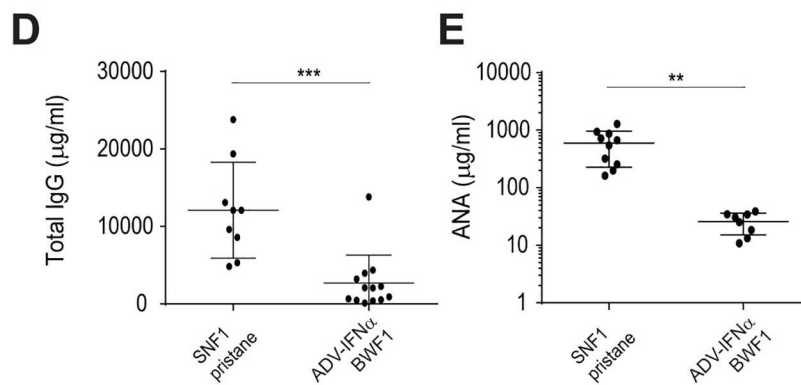 D
Total IgG (µg/ml)
30000
20000
10000
0
***
SNF1
pristane
ADV-IFNα
BWF1
E
ANA (µg/ml)
10000
1000
100
10
1
**
SNF1
pristane
ADV-IFNα
BWF1